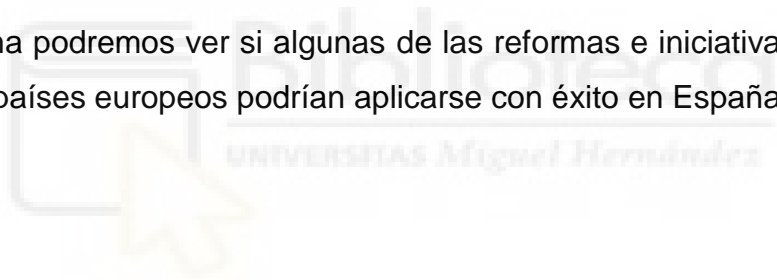 na podremos ver si algunas de las reformas e iniciativa
países europeos podrían aplicarse con éxito en España
Biblioteca
UNIVERSITAS Miguel Hernández